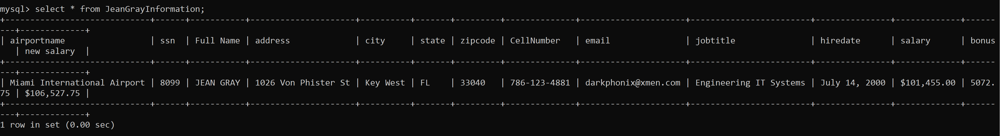 mysql> select * from JeanGrayInformation;
+-----------------------------+------+-----------+---------------------+----------+-------+---------+--------------+---------------------+------------------------+---------------+-------------+------
---+-------------+
| airportname                 | ssn  | Full Name | address             | city     | state | zipcode | CellNumber   | email               | jobtitle               | hiredate      | salary      | bonus
   | new salary  |
+-----------------------------+------+-----------+---------------------+----------+-------+---------+--------------+---------------------+------------------------+---------------+-------------+------
---+-------------+
| Miami International Airport | 8099 | JEAN GRAY | 1026 Von Phister St | Key West | FL    | 33040   | 786-123-4881 | darkphonix@xmen.com | Engineering IT Systems | July 14, 2000 | $101,455.00 | 5072.
75 | $106,527.75 |
+-----------------------------+------+-----------+---------------------+----------+-------+---------+--------------+---------------------+------------------------+---------------+-------------+------
---+-------------+
1 row in set (0.00 sec)